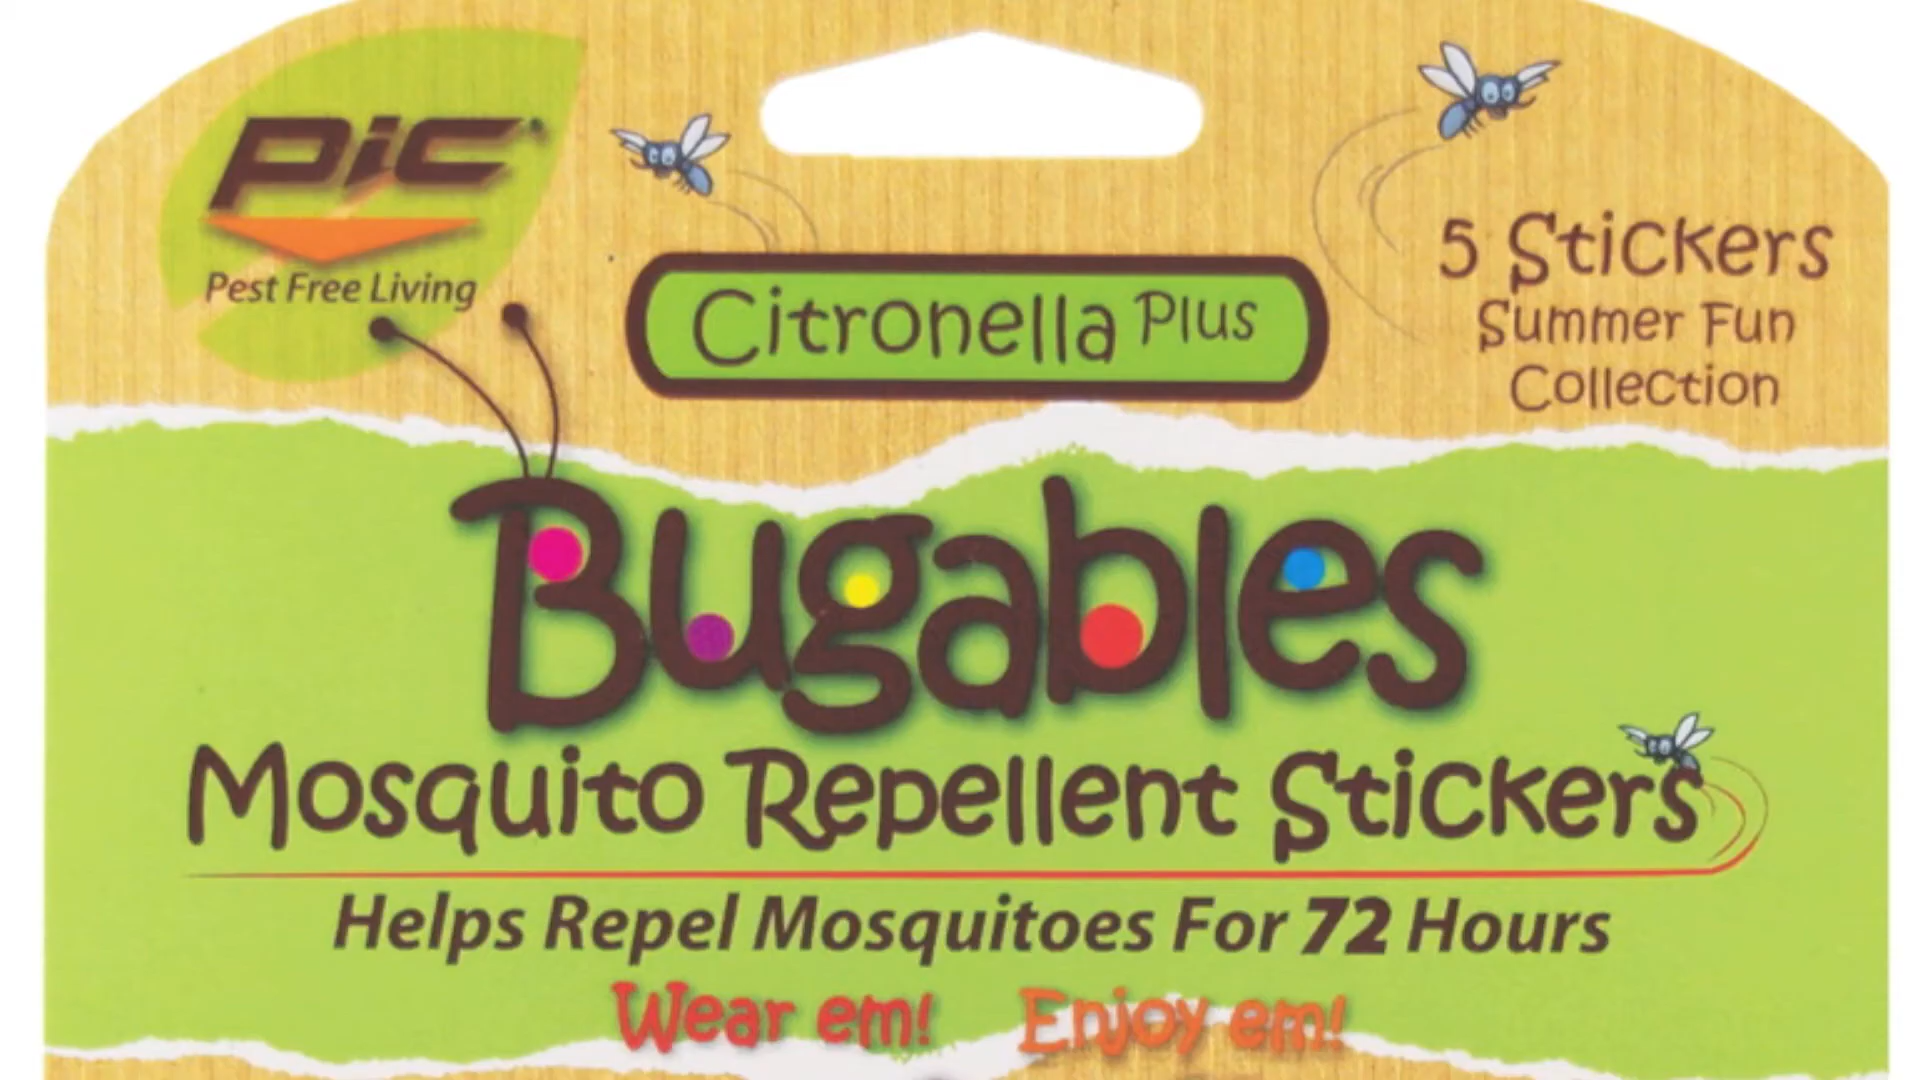 PiC
Pest Free Living
Citronella Plus
5 Stickers
Summer Fun
Collection
Bugables
Mosquito Repellent Stickers
Helps Repel Mosquitoes For 72 Hours
Wear em! Enjoy em!